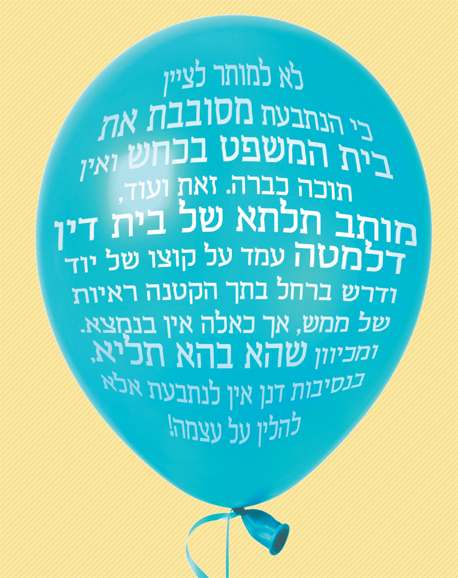 לא למותר לציין
כי הנתבעת מסובבת את
בית המשפט בכחש ואין
תוכה כברה. זאת ועוד,
מותב תלתא של בית דין
דלמטה עמד על קוצו של יוד
ודרש ברחל בתך הקטנה ראיות
של ממש, אך כאלה אין בנמצא.
ומכיוון שהא בהא תליא,
בנסיבות דנן אין לנתבעת אלא
להלין על עצמה!